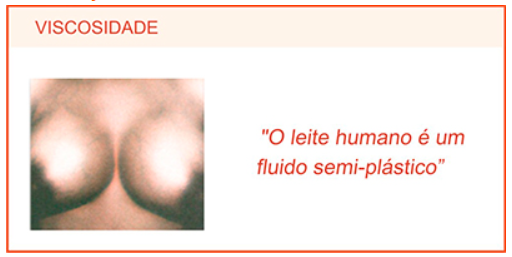 VISCOSIDADE
"O leite humano é um
fluido semi-plástico”